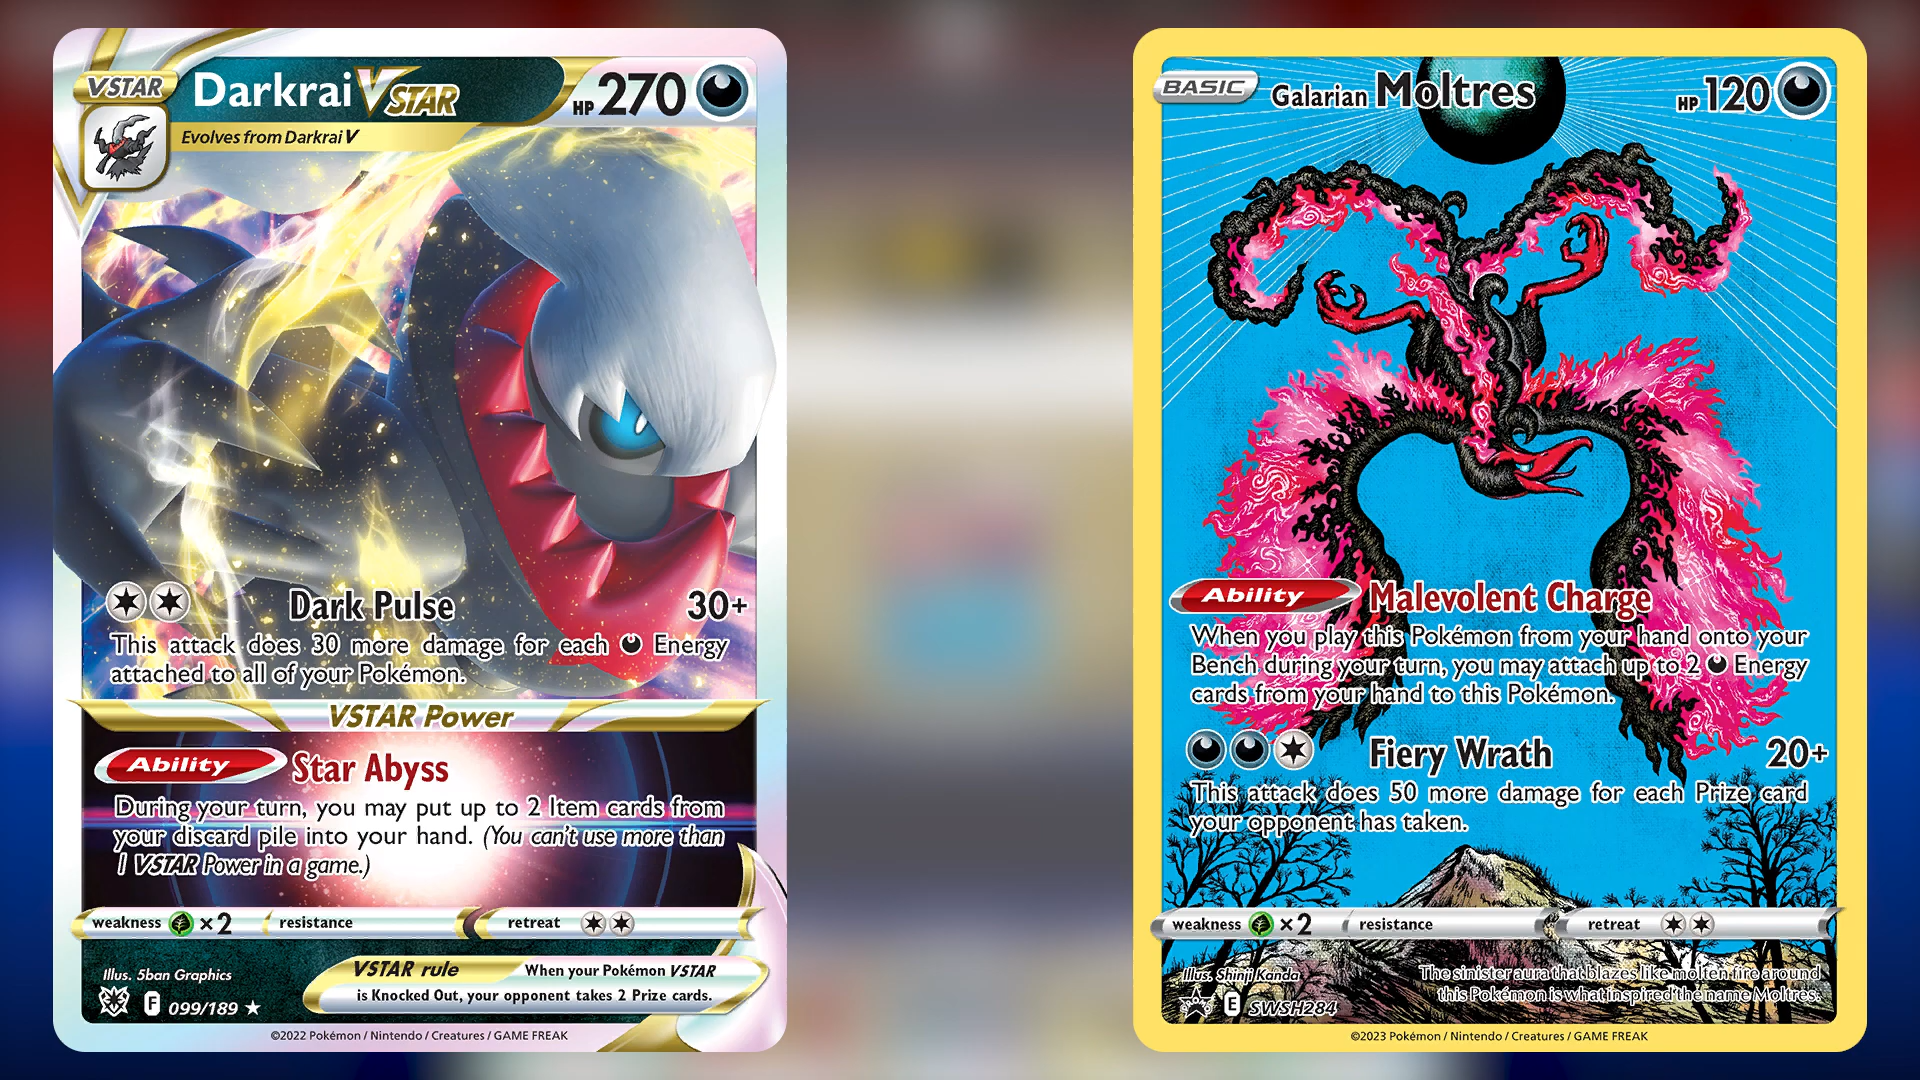 VSTAR Darkrai VSTAR HP 270
Evolves from Darkrai V
Dark Pulse 30+
This attack does 30 more damage for each Energy
attached to all of your Pokémon.
VSTAR Power
Ability Star Abyss
During your turn, you may put up to 2 Item cards from
your discard pile into your hand. (You can't use more than
1 VSTAR Power in a game.)
weakness ×2 resistance retreat
Illus. 5ban Graphics
VSTAR rule When your Pokémon VSTAR
is Knocked Out, your opponent takes 2 Prize cards.
F 099/189 ★
©2022 Pokémon / Nintendo / Creatures / GAME FREAK
BASIC Galarian Moltres HP 120
Ability Malevolent Charge
When you play this Pokémon from your hand onto your
Bench during your turn, you may attach up to 2 Energy
cards from your hand to this Pokémon.
Fiery Wrath 20+
This attack does 50 more damage for each Prize card
your opponent has taken.
weakness ×2 resistance retreat
Illus. Shinji Kanda
The sinister aura that blazes like molten fire around
this Pokémon is what inspired the name Moltres.
PROMO E SWSH284
©2023 Pokémon / Nintendo / Creatures / GAME FREAK